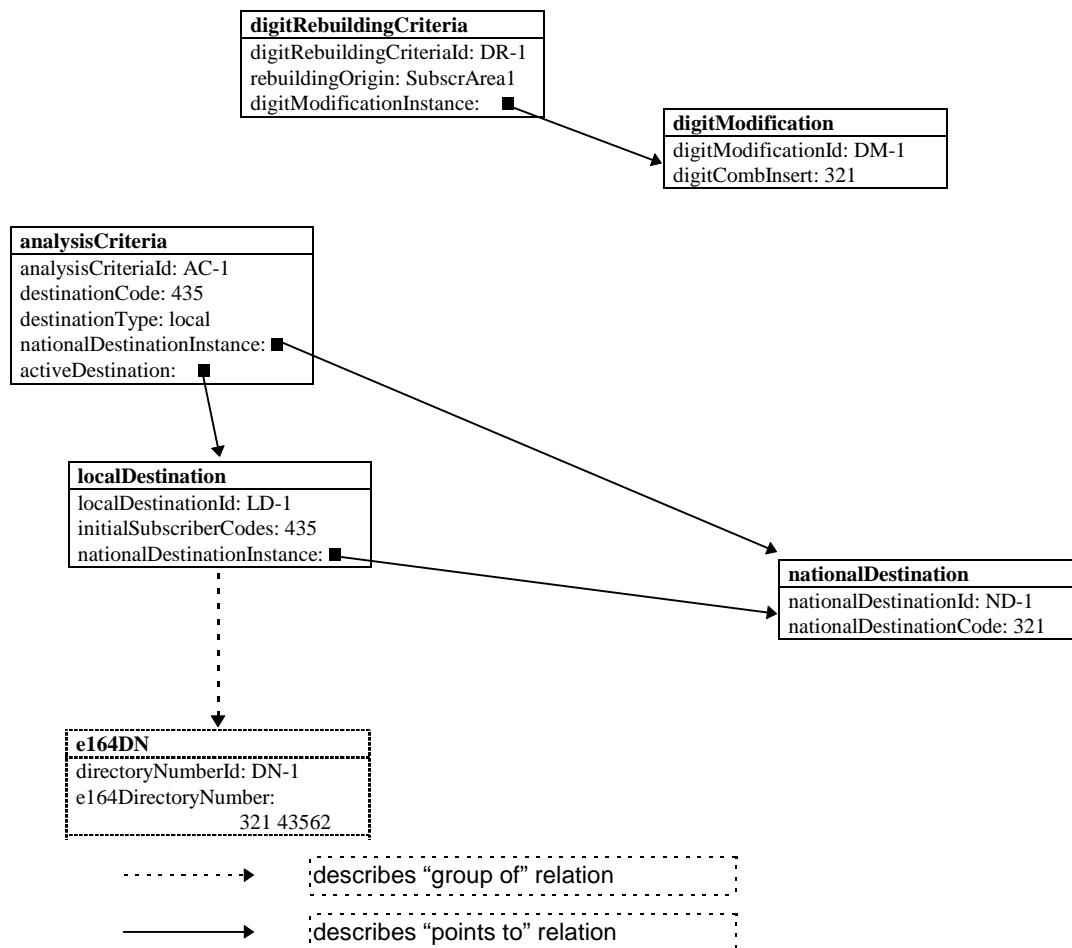 digitRebuildingCriteria
digitRebuildingCriteriaId: DR-1
rebuildingOrigin: SubscrArea1
digitModificationInstance:
digitModification
digitModificationId: DM-1
digitCombInsert: 321
analysisCriteria
analysisCriteriaId: AC-1
destinationCode: 435
destinationType: local
nationalDestinationInstance:
activeDestination:
localDestination
localDestinationId: LD-1
initialSubscriberCodes: 435
nationalDestinationInstance:
nationalDestination
nationalDestinationId: ND-1
nationalDestinationCode: 321
e164DN
directoryNumberId: DN-1
e164DirectoryNumber:
321 43562
describes “group of” relation
describes “points to” relation